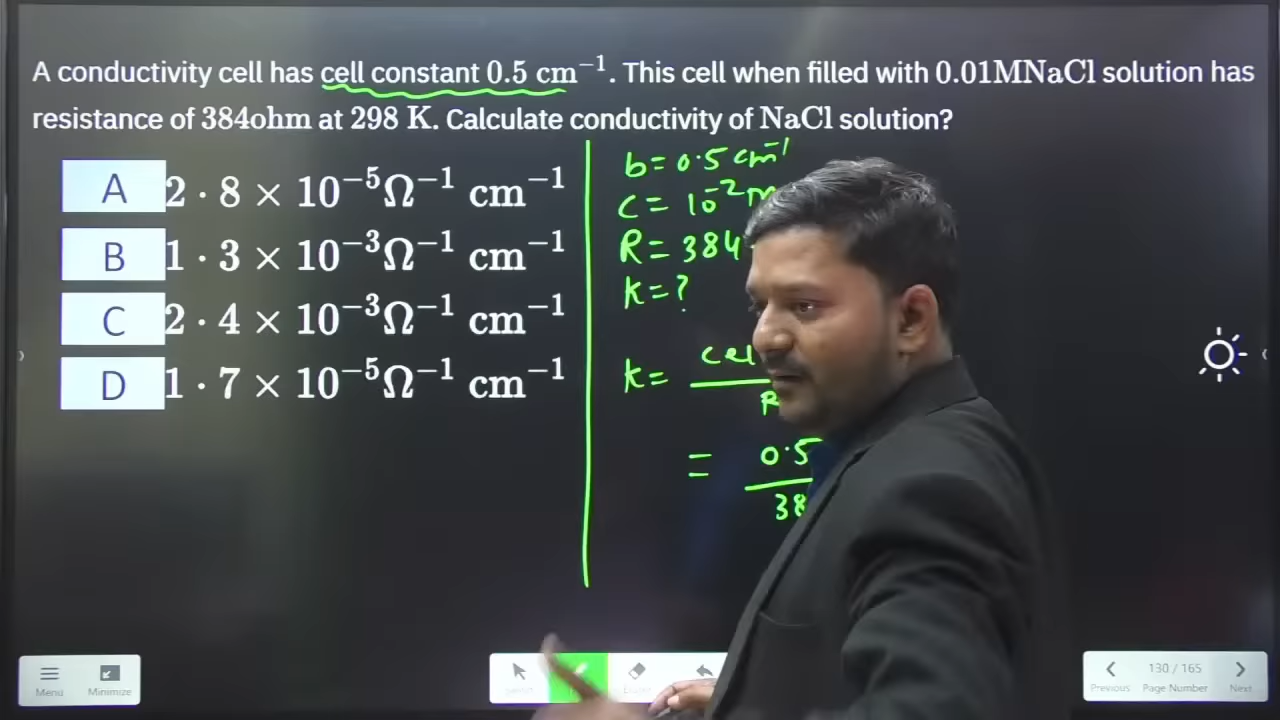 A conductivity cell has cell constant 0.5 cm⁻¹. This cell when filled with 0.01MNaCl solution has
resistance of 384ohm at 298 K. Calculate conductivity of NaCl solution?
A 2·8 × 10⁻⁵Ω⁻¹ cm⁻¹
B 1·3 × 10⁻³Ω⁻¹ cm⁻¹
C 2·4 × 10⁻³Ω⁻¹ cm⁻¹
D 1·7 × 10⁻⁵Ω⁻¹ cm⁻¹
b = 0.5 cm⁻¹
C = 10⁻² m
R = 384
K = ?
K =
R
= 0.5
38
Menu
Minimize
Previous
130 / 165
Page Number
Next